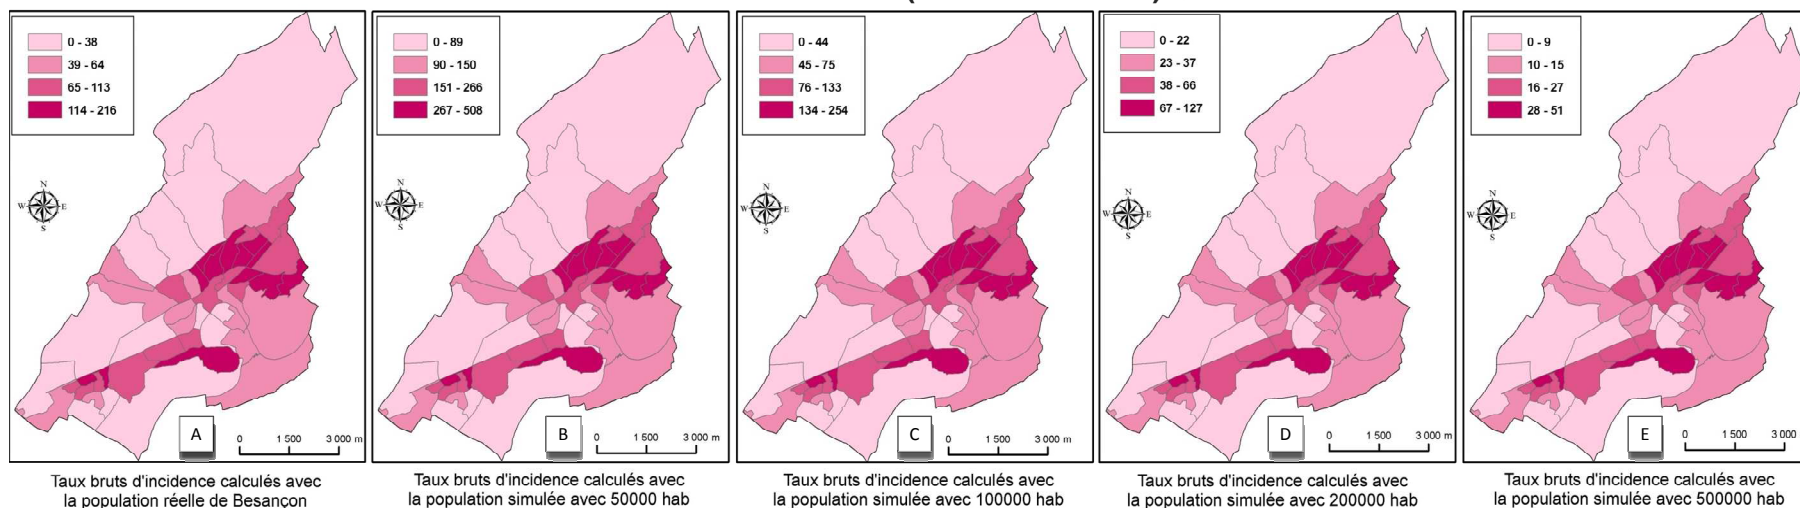 0 - 38
39 - 64
65 - 113
114 - 216
N
W E
S
A
0 1 500 3 000 m
Taux bruts d'incidence calculés avec
la population réelle de Besançon
0 - 89
90 - 150
151 - 266
267 - 508
N
W E
S
B
0 1 500 3 000 m
Taux bruts d'incidence calculés avec
la population simulée avec 50000 hab
0 - 44
45 - 75
76 - 133
134 - 254
N
W E
S
C
0 1 500 3 000 m
Taux bruts d'incidence calculés avec
la population simulée avec 100000 hab
0 - 22
23 - 37
38 - 66
67 - 127
N
W E
S
D
0 1 500 3 000 m
Taux bruts d'incidence calculés avec
la population simulée avec 200000 hab
0 - 9
10 - 15
16 - 27
28 - 51
N
W E
S
E
0 1 500 3 000
Taux bruts d'incidence calculés avec
la population simulée avec 500000 hab